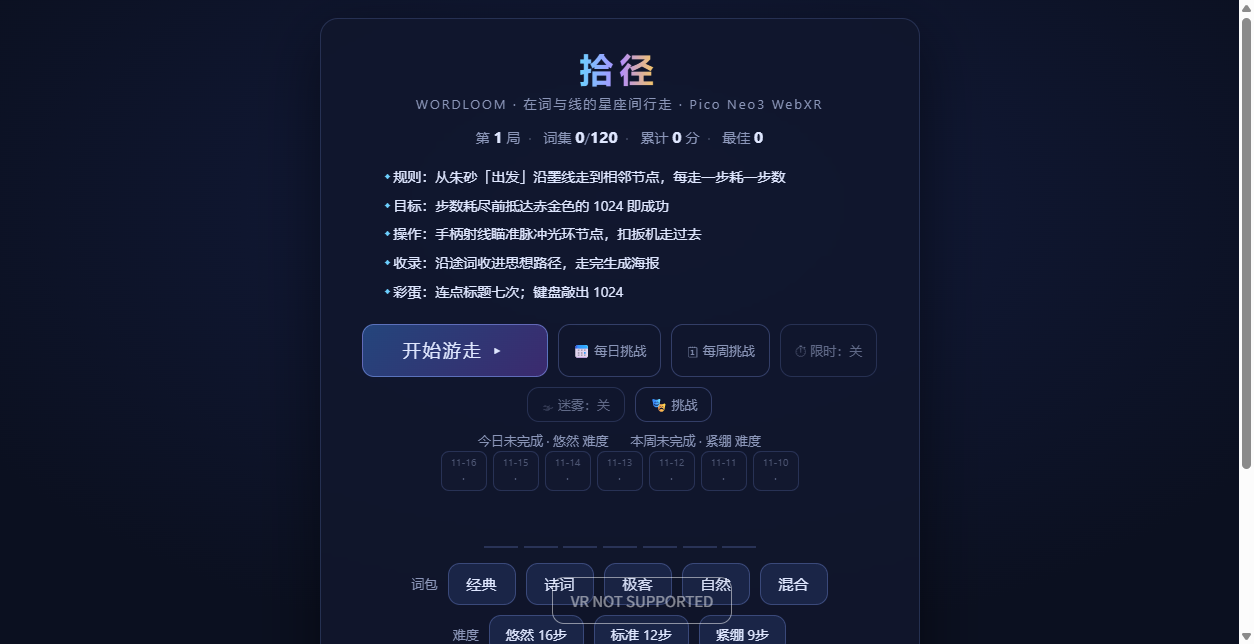 拾径
WORDLOOM · 在词与线的星座间行走 · Pico Neo3 WebXR
第 1 局 · 词集 0/120 · 累计 0 分 · 最佳 0
✦ 规则：从朱砂「出发」沿墨线走到相邻节点，每走一步耗一步数
✦ 目标：步数耗尽前抵达赤金色的 1024 即成功
✦ 操作：手柄射线瞄准脉冲光环节点，扣扳机走过去
✦ 收录：沿途词收进思想路径，走完生成海报
✦ 彩蛋：连点标题七次；键盘敲出 1024
开始游走 ▸ 📅 每日挑战 🗓 每周挑战 ⏱ 限时：关
🌫 迷雾：关 🎭 挑战
今日未完成 · 悠然 难度 本周未完成 · 紧绷 难度
11-16 11-15 11-14 11-13 11-12 11-11 11-10
· · · · · · ·
词包 经典 诗词 极客 自然 混合
VR NOT SUPPORTED
难度 悠然 16步 标准 12步 紧绷 9步